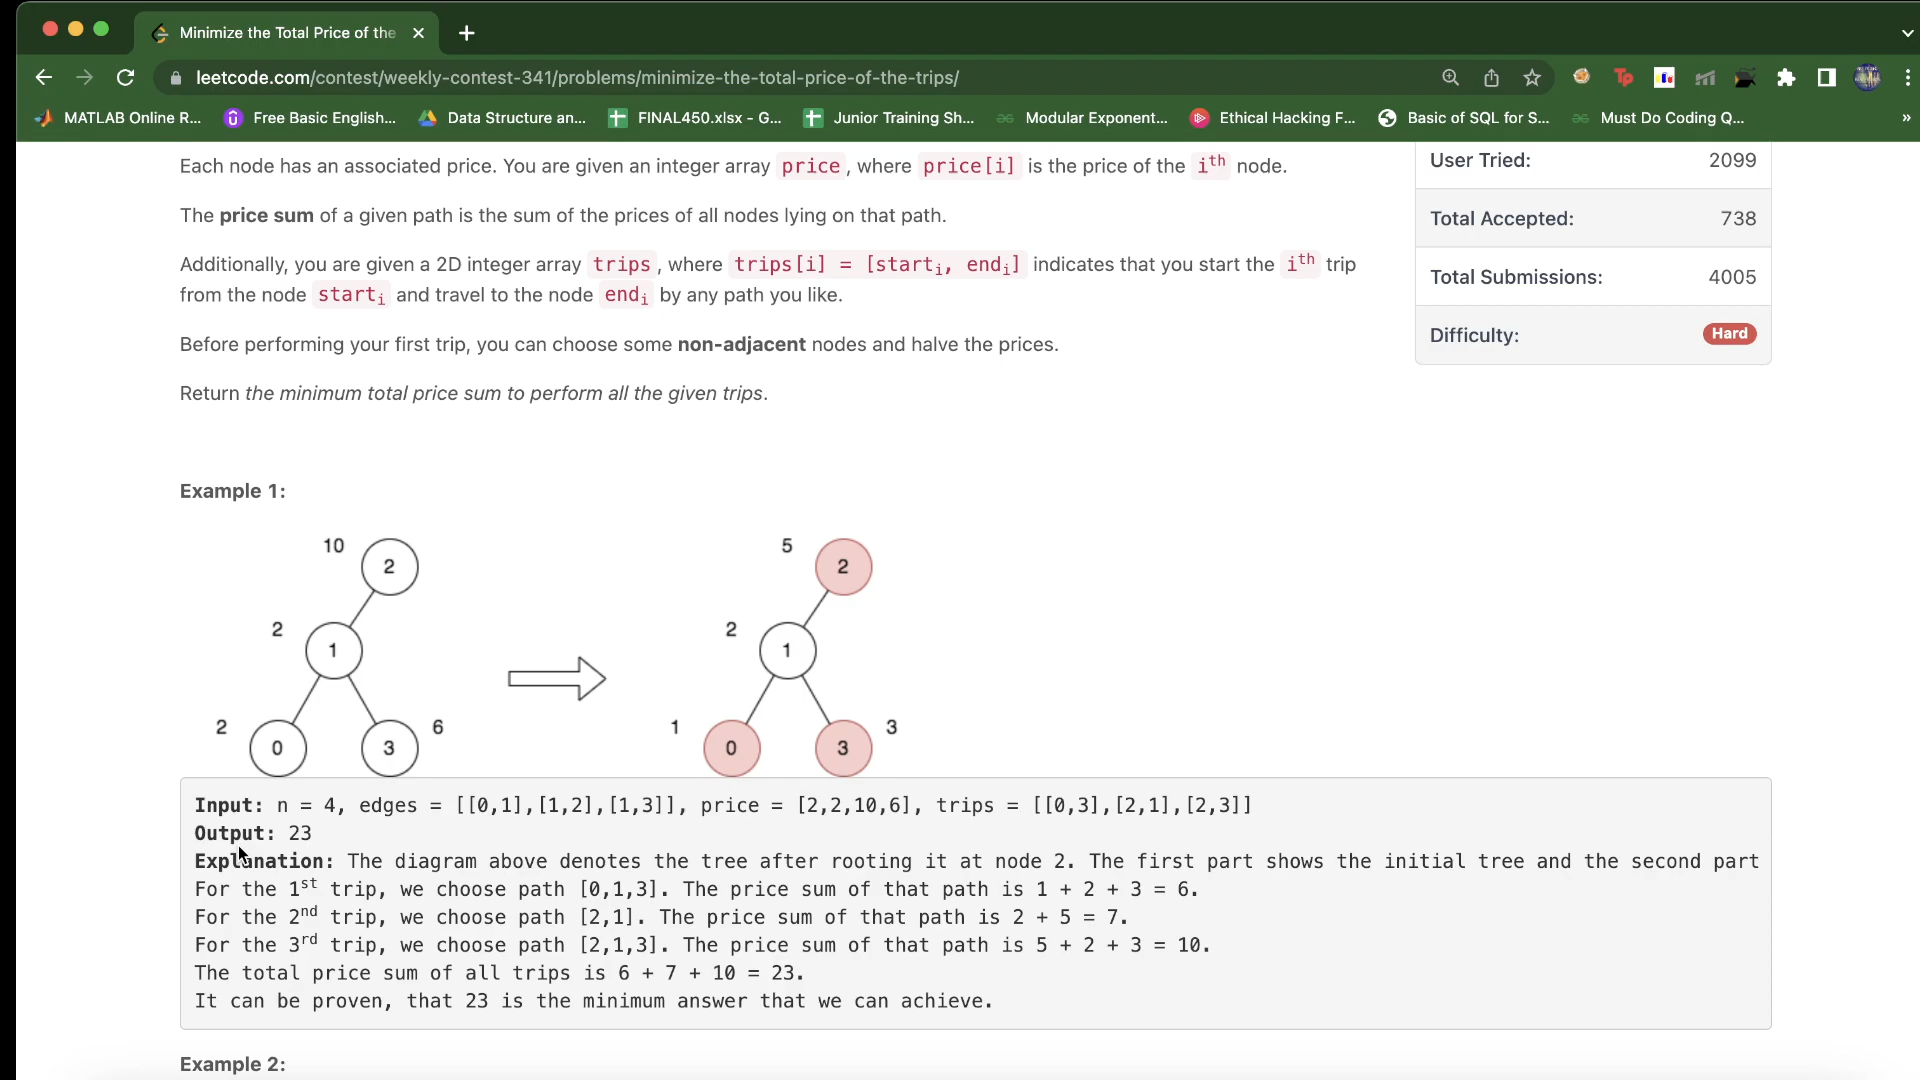 Minimize the Total Price of the
leetcode.com/contest/weekly-contest-341/problems/minimize-the-total-price-of-the-trips/
MATLAB Online R... Free Basic English... Data Structure an... FINAL450.xlsx - G... Junior Training Sh... Modular Exponent... Ethical Hacking F... Basic of SQL for S... Must Do Coding Q... »
Each node has an associated price. You are given an integer array price, where price[i] is the price of the ith node.
The price sum of a given path is the sum of the prices of all nodes lying on that path.
Additionally, you are given a 2D integer array trips, where trips[i] = [starti, endi] indicates that you start the ith trip
from the node starti and travel to the node endi by any path you like.
Before performing your first trip, you can choose some non-adjacent nodes and halve the prices.
Return the minimum total price sum to perform all the given trips.
User Tried: 2099
Total Accepted: 738
Total Submissions: 4005
Difficulty: Hard
Example 1:
10 2 5 2
2 1 2 1
2 0 3 6 1 0 3 3
Input: n = 4, edges = [[0,1],[1,2],[1,3]], price = [2,2,10,6], trips = [[0,3],[2,1],[2,3]]
Output: 23
Explanation: The diagram above denotes the tree after rooting it at node 2. The first part shows the initial tree and the second part
For the 1st trip, we choose path [0,1,3]. The price sum of that path is 1 + 2 + 3 = 6.
For the 2nd trip, we choose path [2,1]. The price sum of that path is 2 + 5 = 7.
For the 3rd trip, we choose path [2,1,3]. The price sum of that path is 5 + 2 + 3 = 10.
The total price sum of all trips is 6 + 7 + 10 = 23.
It can be proven, that 23 is the minimum answer that we can achieve.
Example 2: